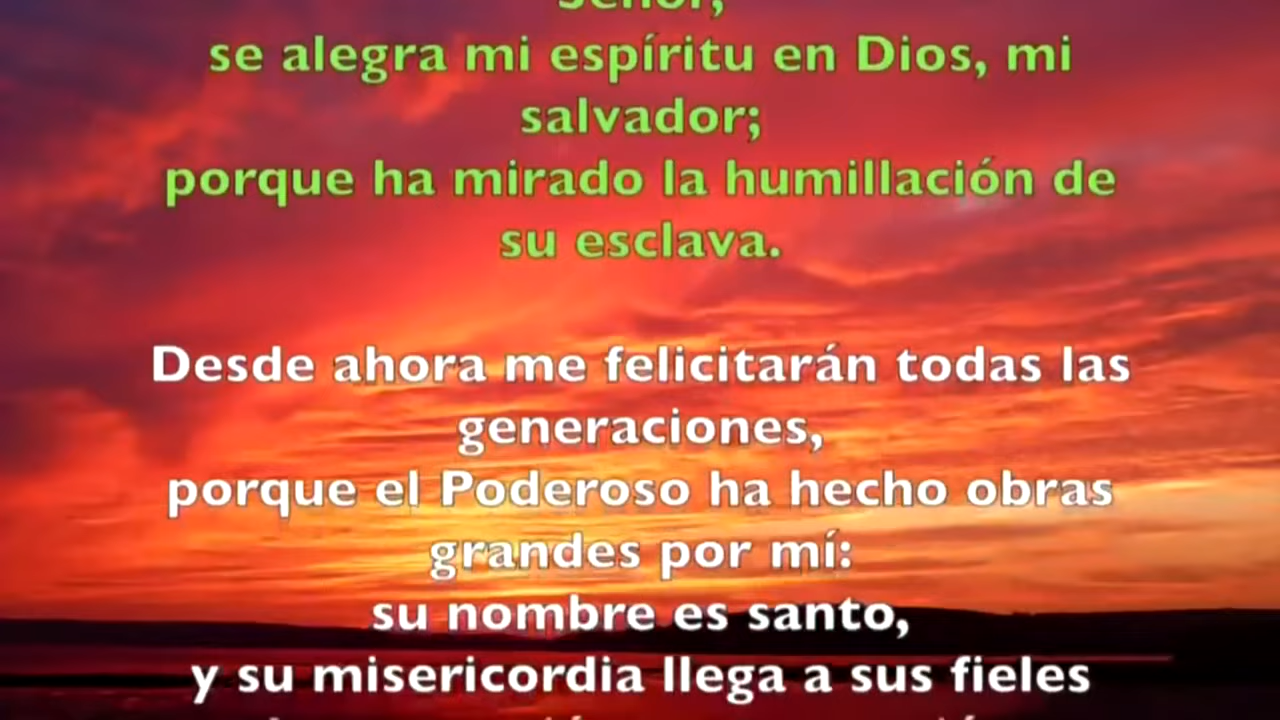 Señor,
se alegra mi espíritu en Dios, mi
salvador;
porque ha mirado la humillación de
su esclava.
Desde ahora me felicitarán todas las
generaciones,
porque el Poderoso ha hecho obras
grandes por mí:
su nombre es santo,
y su misericordia llega a sus fieles